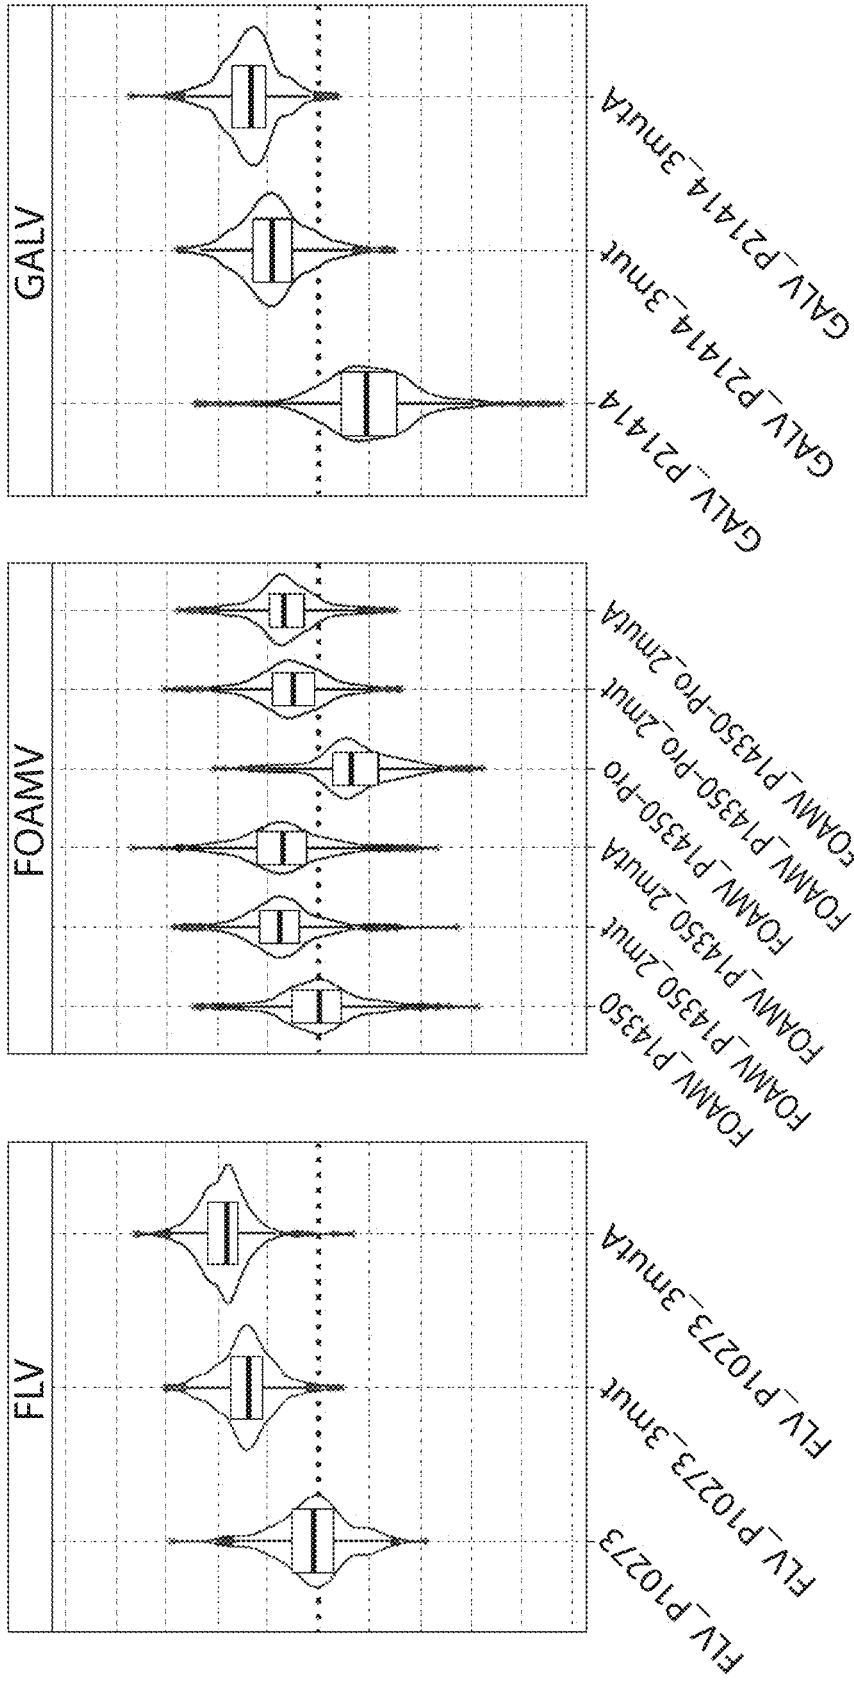 FLV
FLV_P10273
FLV_P10273_3mut
FLV_P10273_3mutA
FOAMV
FOAMV_P14350
FOAMV_P14350_2mut
FOAMV_P14350_2mutA
FOAMV_P14350-Pro
FOAMV_P14350-Pro_2mut
FOAMV_P14350-Pro_2mutA
GALV
GALV_P21414
GALV_P21414_3mut
GALV_P21414_3mutA